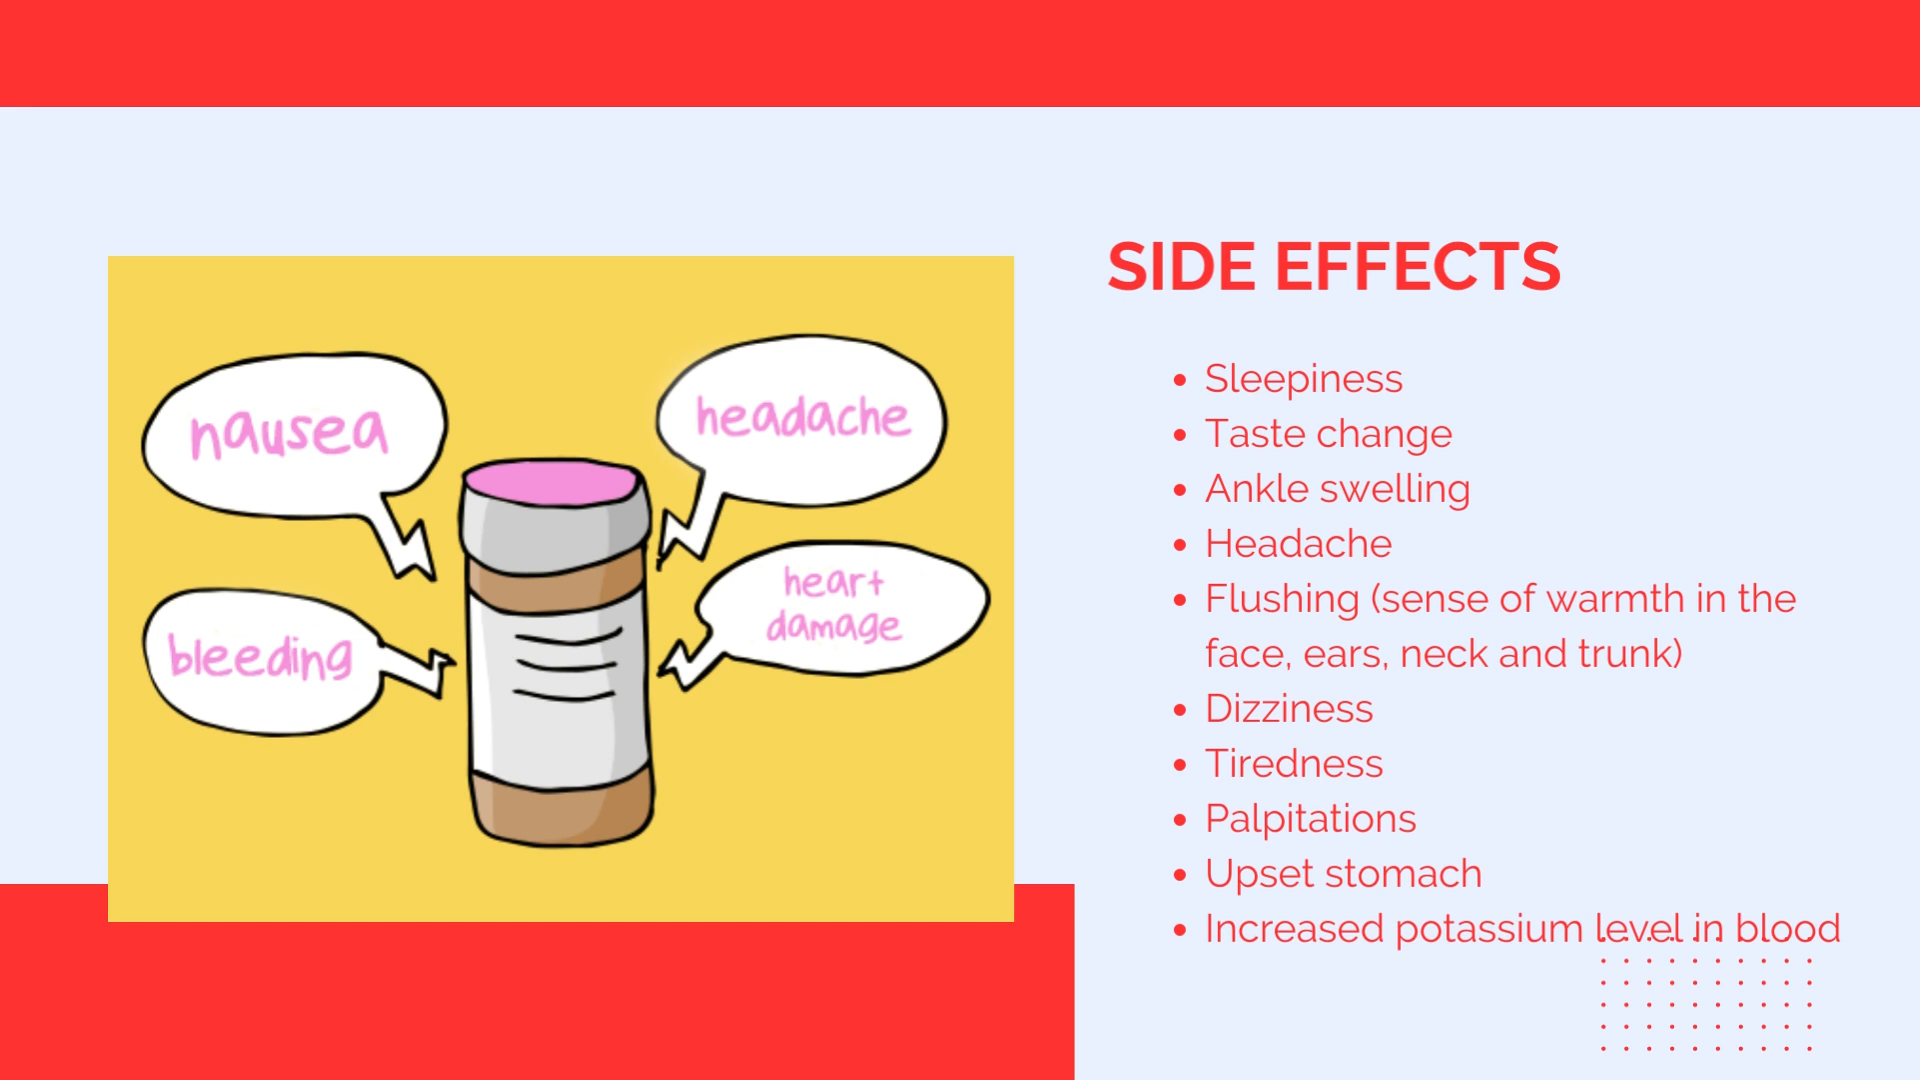 nausea
headache
bleeding
heart
damage
SIDE EFFECTS
• Sleepiness
• Taste change
• Ankle swelling
• Headache
• Flushing (sense of warmth in the
face, ears, neck and trunk)
• Dizziness
• Tiredness
• Palpitations
• Upset stomach
• Increased potassium level in blood